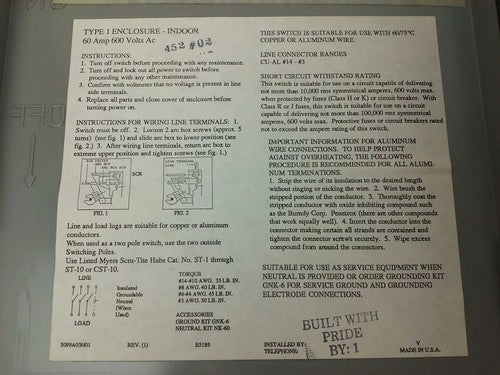 TYPE 1 ENCLOSURE - INDOOR
60 Amp 600 Volts Ac
452 #02
INSTRUCTIONS:
1. Turn off switch before proceeding with any maintenance.
2. Turn off and lock out all power to switch before
proceeding with any other maintenance.
3. Confirm with voltmeter that no voltage is present in line
side terminals.
4. Replace all parts and close cover of enclosure before
turning power on.
INSTRUCTIONS FOR WIRING LINE TERMINALS: 1.
Switch must be off. 2. Loosen 2 arc box screws (approx. 5
turns) (see fig. 1) and slide arc box to lower position (see
fig. 2.) 3. After wiring line terminals, return arc box to
extreme upper position and tighten screws (see fig. 1.)
SCR
FIG. 1
FIG. 2
Line and load lugs are suitable for copper or aluminum
conductors.
When used as a two pole switch, use the two outside
Switching Poles.
Use Listed Myers Scru-Tite Hubs Cat. No. ST-1 through
ST-10 or CST-10.
LINE
LOAD
Insulated
Groundable
Neutral
(When
Used)
TORQUE
#14-#10 AWG. 35 LB. IN.
#8 AWG. 40 LB. IN.
#6-#4 AWG. 45 LB. IN.
#3 AWG. 50 LB. IN.
ACCESSORIES
GROUND KIT GNK-6
NEUTRAL KIT NK-60
5099A03H01 REV. (1) E5189
THIS SWITCH IS SUITABLE FOR USE WITH 60/75°C
COPPER OR ALUMINUM WIRE.
LINE CONNECTOR RANGES
CU-AL #14 - #3
SHORT CIRCUIT WITHSTAND RATING
This switch is suitable for use on a circuit capable of delivering
not more than 10,000 rms symmetrical amperes, 600 volts max.
when protected by fuses (Class H or K) or circuit breaker. With
Class R or J fuses, this switch is suitable for use on a circuit
capable of delivering not more than 100,000 rms symmetrical
amperes, 600 volts max. Protective fuses or circuit breakers rated
not to exceed the ampere rating of this switch.
IMPORTANT INFORMATION FOR ALUMINUM
WIRE CONNECTIONS. TO HELP PROTECT
AGAINST OVERHEATING, THE FOLLOWING
PROCEDURE IS RECOMMENDED FOR ALL ALUMI-
NUM TERMINATIONS.
1. Strip the wire of its insulation to the desired length
without ringing or nicking the wire. 2. Wire brush the
stripped portion of the conductor. 3. Thoroughly coat the
stripped conductor with oxide inhibiting compound such
as the Burndy Corp. Penetrox (there are other compounds
that work equally well). 4. Insert the conductor into the
connector making certain all strands are contained and
tighten the connector screws securely. 5. Wipe excess
compound from around the connectors.
SUITABLE FOR USE AS SERVICE EQUIPMENT WHEN
NEUTRAL IS PROVIDED OR ORDER GROUNDING KIT
GNK-6 FOR SERVICE GROUND AND GROUNDING
ELECTRODE CONNECTIONS.
BUILT WITH
PRIDE
BY: 1
INSTALLED BY:
TELEPHONE:
V
MADE IN U.S.A.